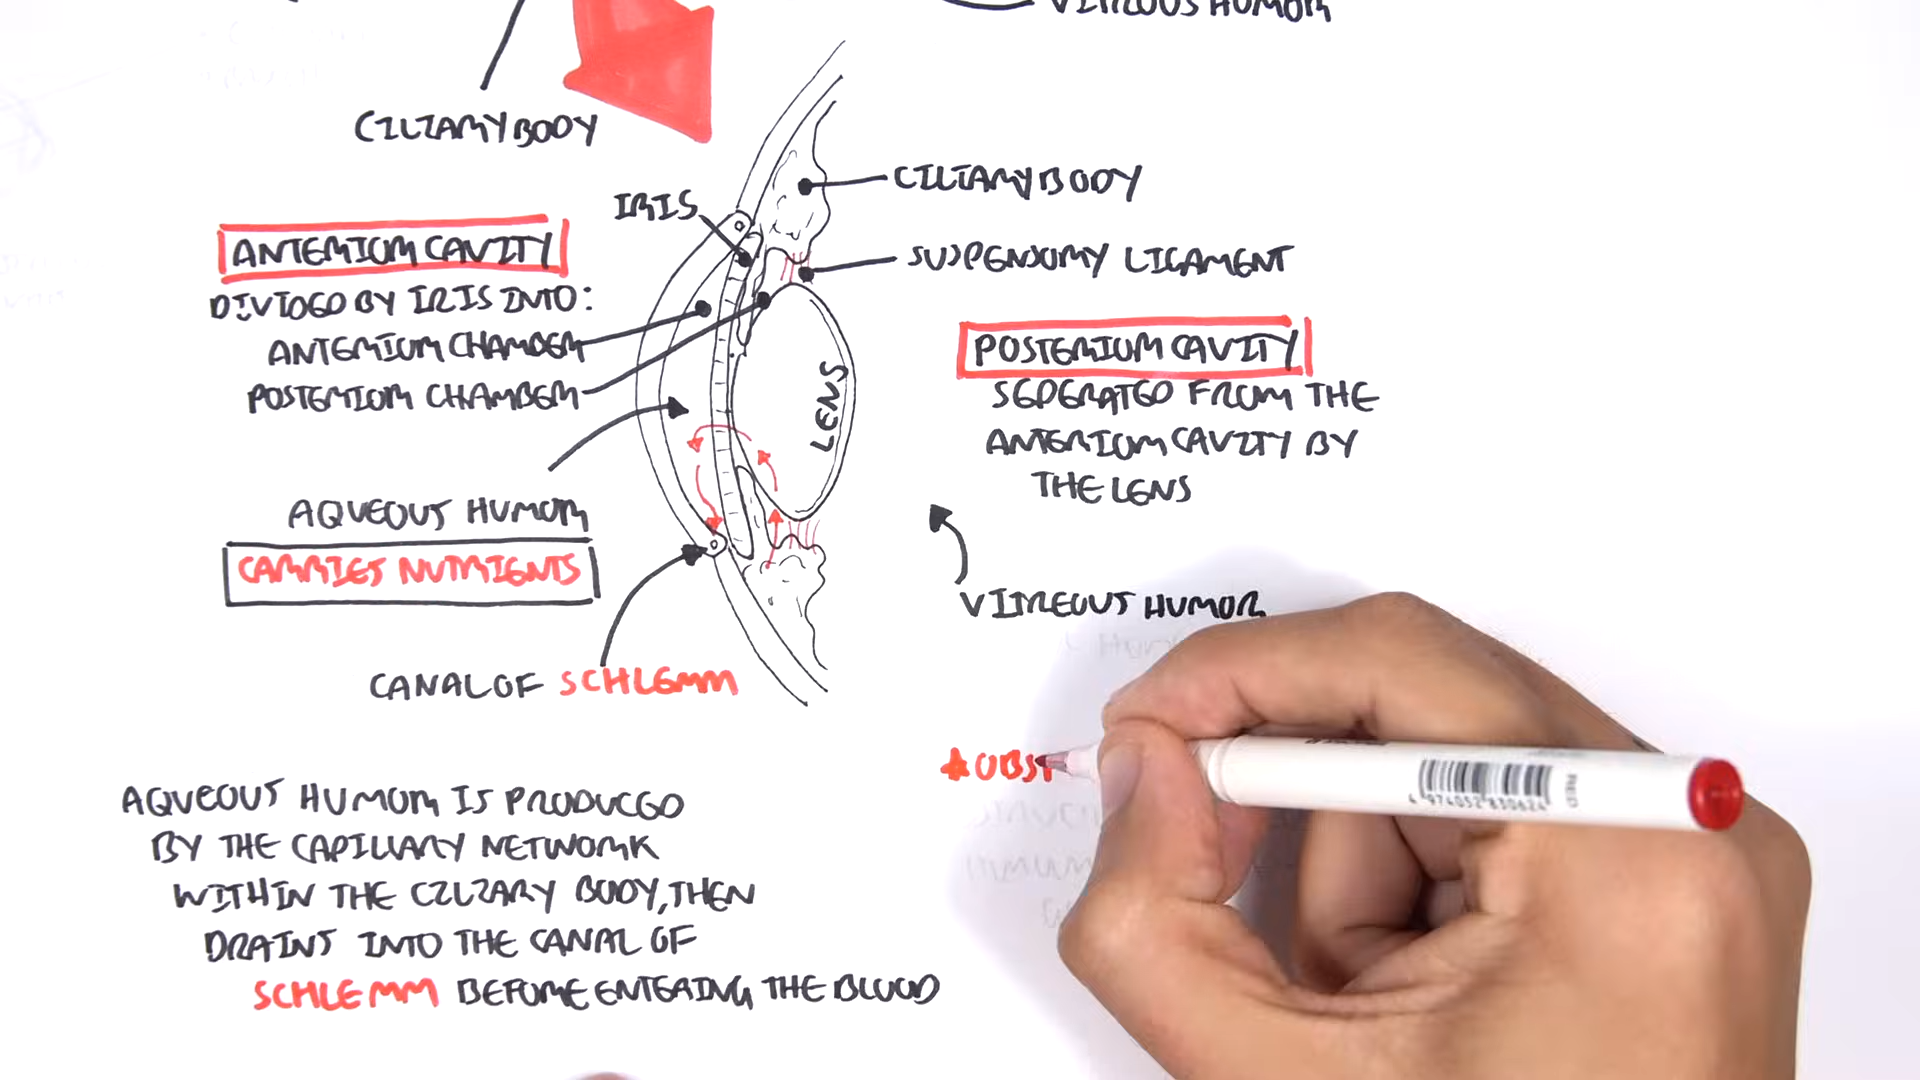 VITREOUS HUMOR
CILIARY BODY
IRIS
CILIARY BODY
ANTERIOR CAVITY
DIVIDED BY IRIS INTO:
ANTERIOR CHAMBER
POSTERIOR CHAMBER
SUSPENSORY LIGAMENT
LENS
POSTERIOR CAVITY
SEPERATED FROM THE
ANTERIOR CAVITY BY
THE LENS
AQUEOUS HUMOR
CARRIES NUTRIENTS
VITREOUS HUMOR
CANAL OF SCHLEMM
*OBST
AQUEOUS HUMOR IS PRODUCED
BY THE CAPILLARY NETWORK
WITHIN THE CILIARY BODY, THEN
DRAINS INTO THE CANAL OF
SCHLEMM BEFORE ENTERING THE BLOOD
RED